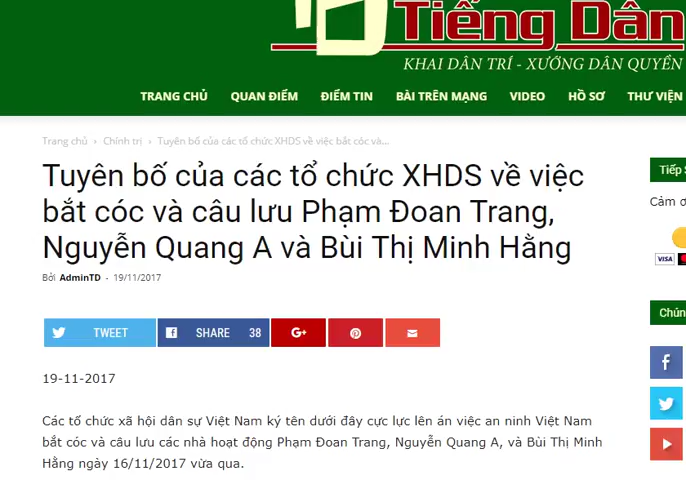 Tiếng Dân
KHAI DÂN TRÍ - XƯỚNG DÂN QUYỀN
TRANG CHỦ QUAN ĐIỂM ĐIỂM TIN BÀI TRÊN MẠNG VIDEO HỒ SƠ THƯ VIỆN
Trang chủ › Chính trị › Tuyên bố của các tổ chức XHDS về việc bắt cóc và...
Tuyên bố của các tổ chức XHDS về việc
bắt cóc và câu lưu Phạm Đoan Trang,
Nguyễn Quang A và Bùi Thị Minh Hằng
Bởi AdminTD - 19/11/2017
TWEET SHARE 38 G+
19-11-2017
Các tổ chức xã hội dân sự Việt Nam ký tên dưới đây cực lực lên án việc an ninh Việt Nam
bắt cóc và câu lưu các nhà hoạt động Phạm Đoan Trang, Nguyễn Quang A, và Bùi Thị Minh
Hằng ngày 16/11/2017 vừa qua.
Tiếp
Cảm ơ
VISA
Chún